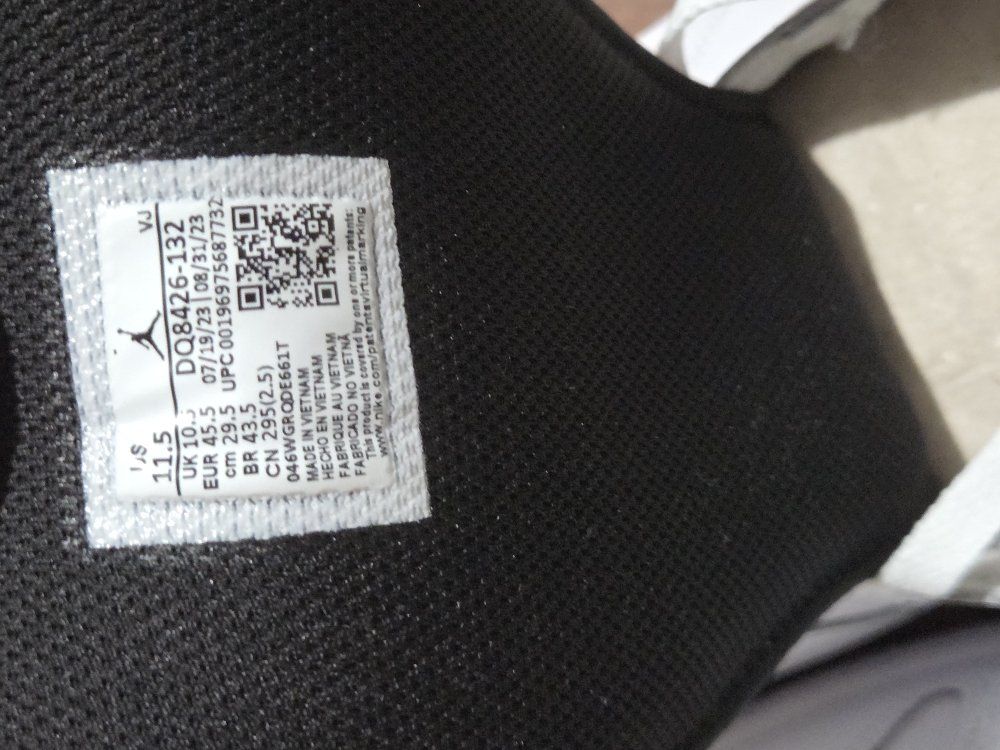 VJ
US
11.5
UK 10.5 DQ8426-132
EUR 45.5 07/19/23 | 08/31/23
cm 29.5 UPC 00196975687732
BR 43.5
CN 295(2.5)
046WGRQDE661T
MADE IN VIETNAM
HECHO EN VIETNAM
FABRIQUE AU VIETNAM
FABRICADO NO VIETNÃ
This product is covered by one or more patents:
www.nike.com/patentsvirtualmarking